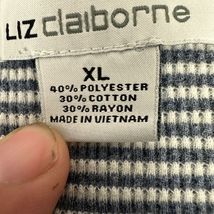 LIZ claiborne
XL
40% POLYESTER
30% COTTON
30% RAYON
MADE IN VIETNAM